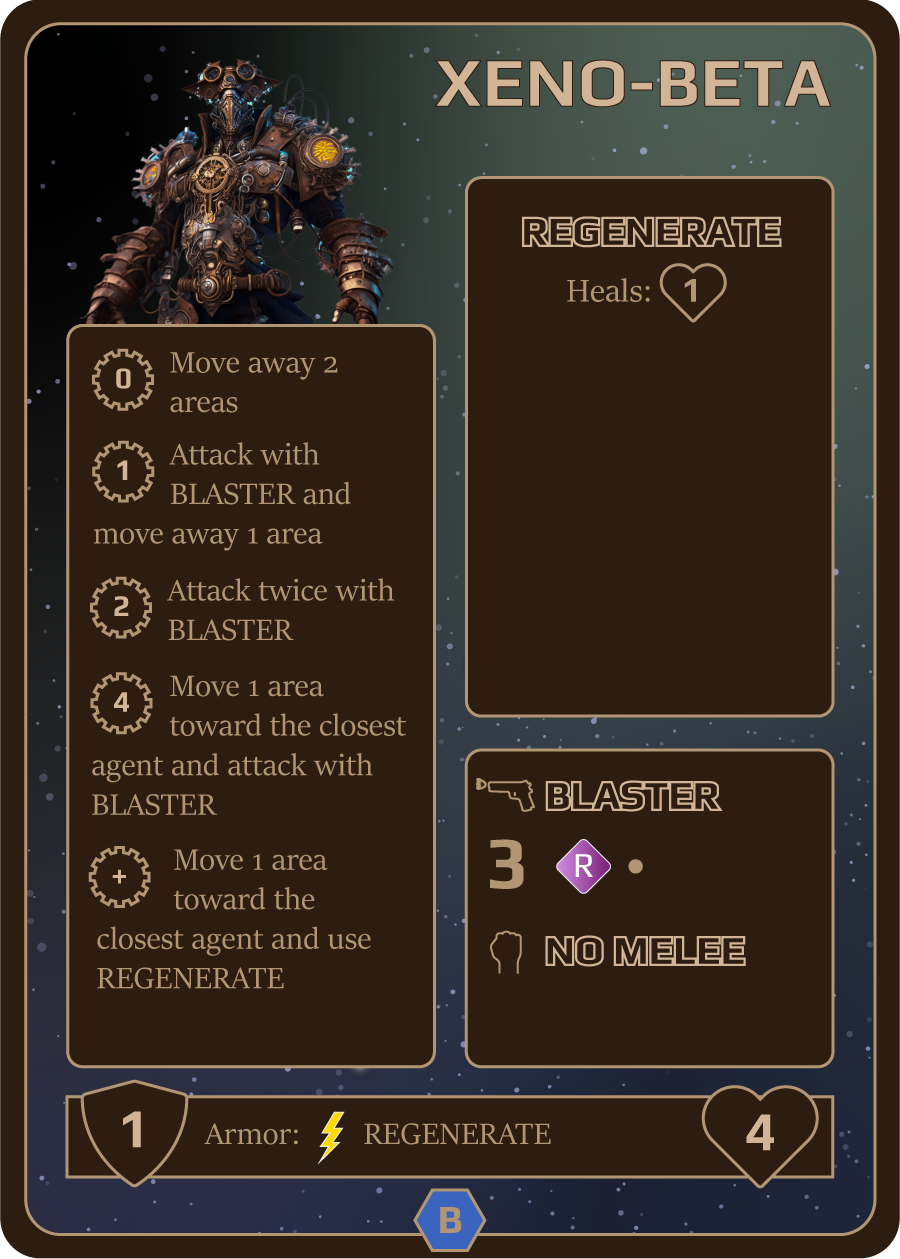 XENO-BETA
0 Move away 2
areas
1 Attack with
BLASTER and
move away 1 area
2 Attack twice with
BLASTER
4 Move 1 area
toward the closest
agent and attack with
BLASTER
+ Move 1 area
toward the
closest agent and use
REGENERATE
REGENERATE
Heals: 1
BLASTER
3 R •
NO MELEE
1 Armor: REGENERATE 4
B